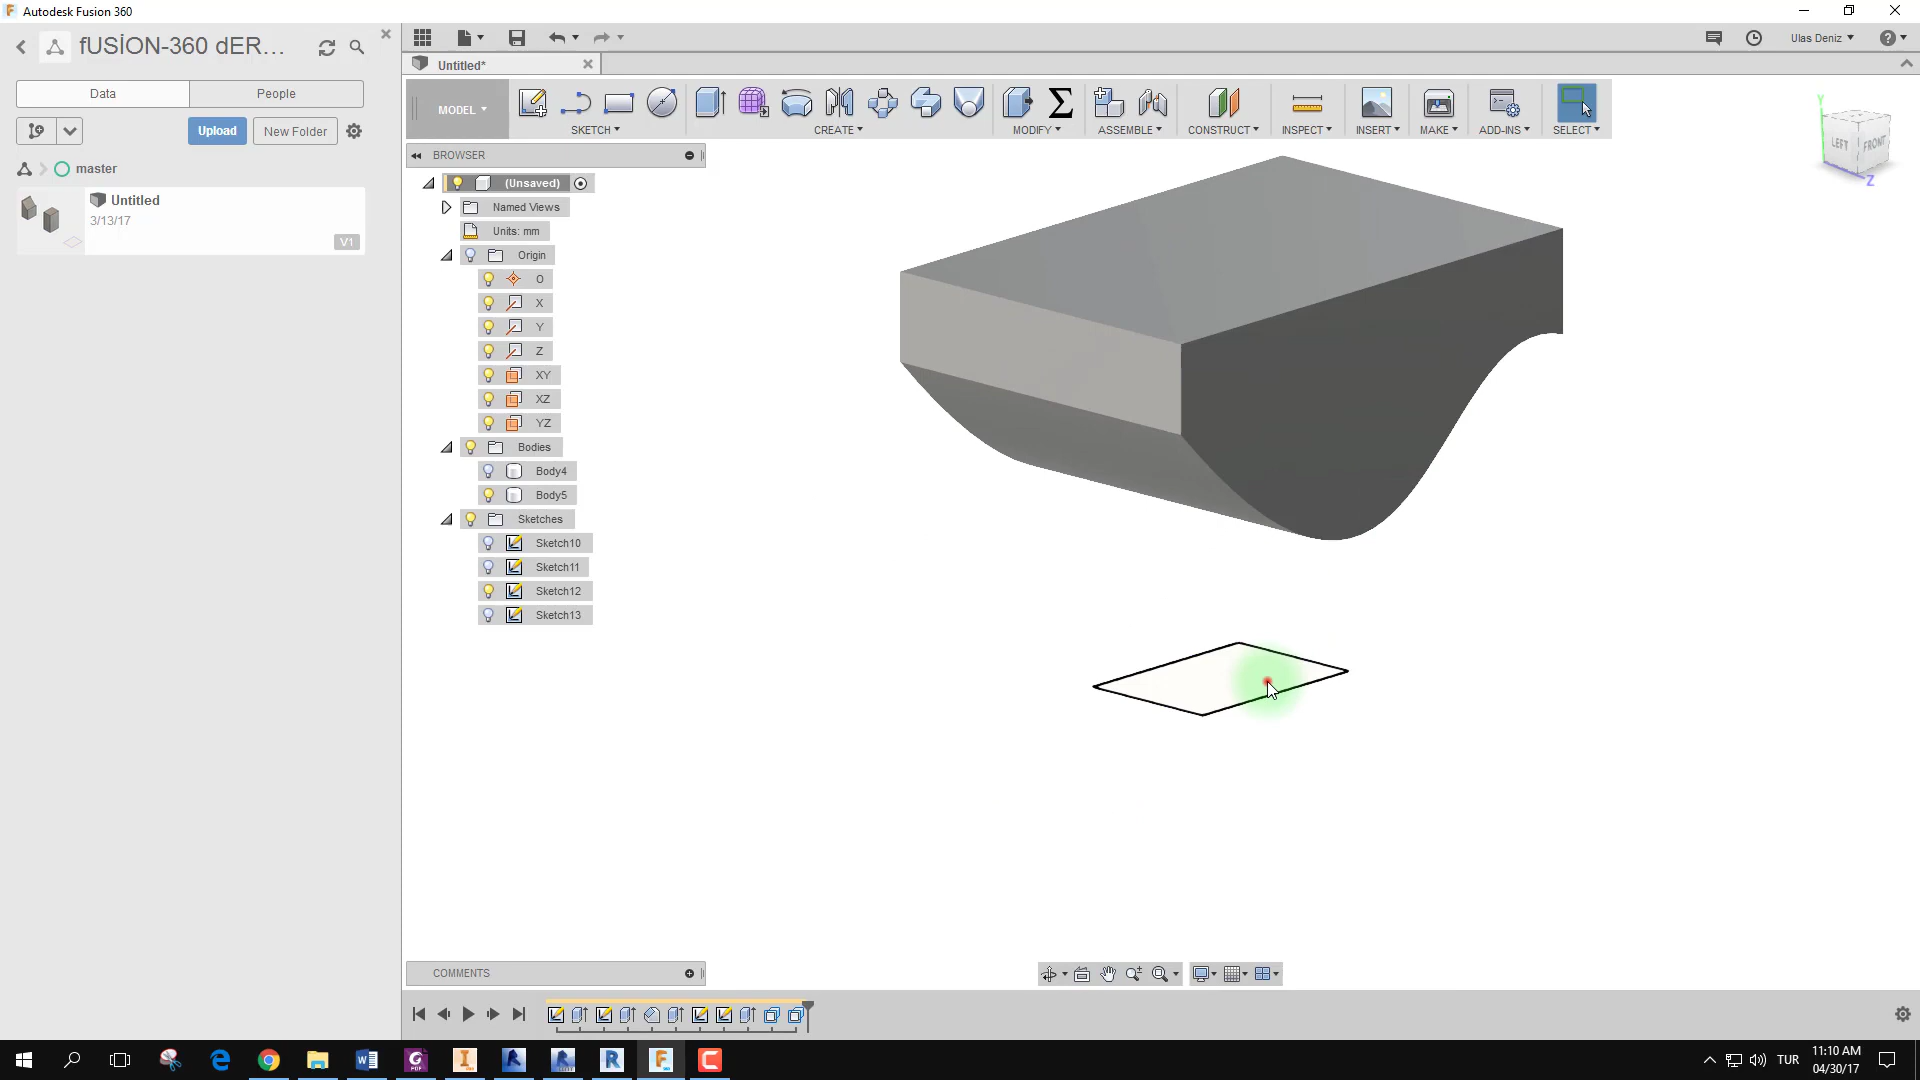 Autodesk Fusion 360
fUSİON-360 dER...
Data
People
Upload
New Folder
master
Untitled
3/13/17
V1
Ulas Deniz
Untitled*
MODEL
SKETCH
CREATE
MODIFY
ASSEMBLE
CONSTRUCT
INSPECT
INSERT
MAKE
ADD-INS
SELECT
BROWSER
(Unsaved)
Named Views
Units: mm
Origin
O
X
Y
Z
XY
XZ
YZ
Bodies
Body4
Body5
Sketches
Sketch10
Sketch11
Sketch12
Sketch13
Y
LEFT
FRONT
Z
COMMENTS
TUR
11:10 AM
04/30/17